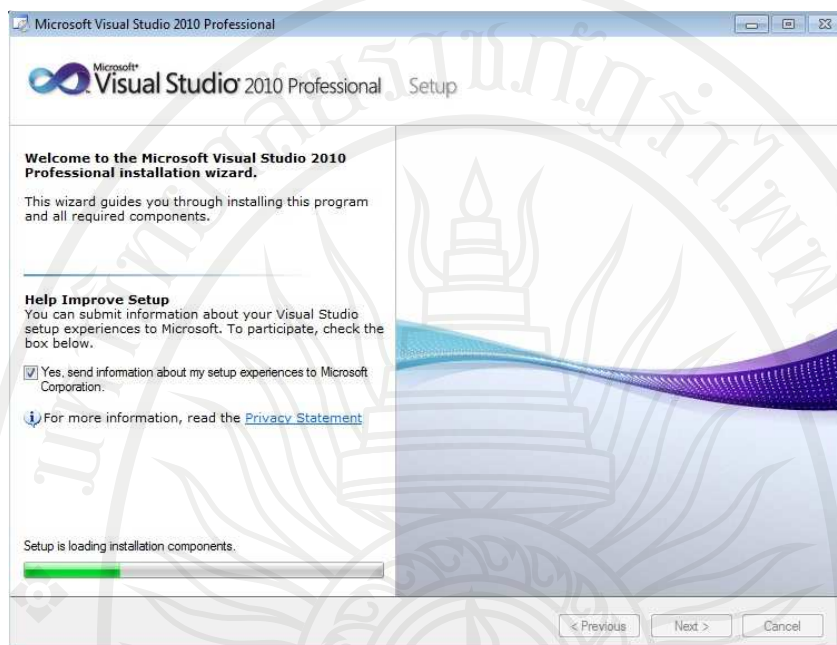 Microsoft Visual Studio 2010 Professional
Microsoft
Visual Studio 2010 Professional Setup
Welcome to the Microsoft Visual Studio 2010
Professional installation wizard.
This wizard guides you through installing this program
and all required components.
Help Improve Setup
You can submit information about your Visual Studio
setup experiences to Microsoft. To participate, check the
box below.
Yes, send information about my setup experiences to Microsoft
Corporation.
For more information, read the Privacy Statement
Setup is loading installation components.
< Previous
Next >
Cancel